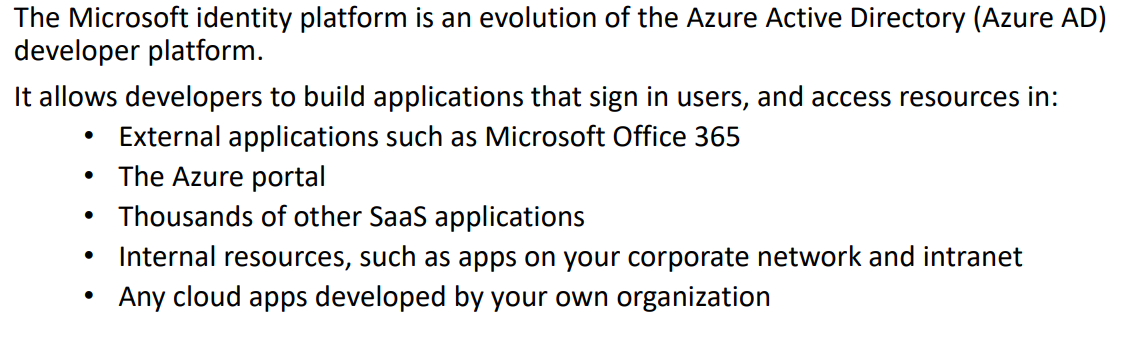 The Microsoft identity platform is an evolution of the Azure Active Directory (Azure AD)
developer platform.
It allows developers to build applications that sign in users, and access resources in:
• External applications such as Microsoft Office 365
• The Azure portal
• Thousands of other SaaS applications
• Internal resources, such as apps on your corporate network and intranet
• Any cloud apps developed by your own organization